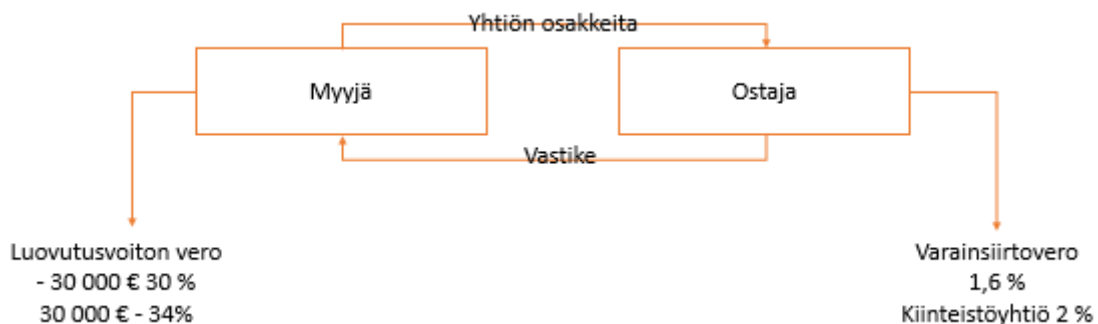 Yhtiön osakkeita
Myyjä
Ostaja
Vastike
Luovutusvoiton vero
- 30 000 € 30 %
30 000 € - 34%
Varainsiirtovero
1,6 %
Kiinteistöyhtiö 2 %